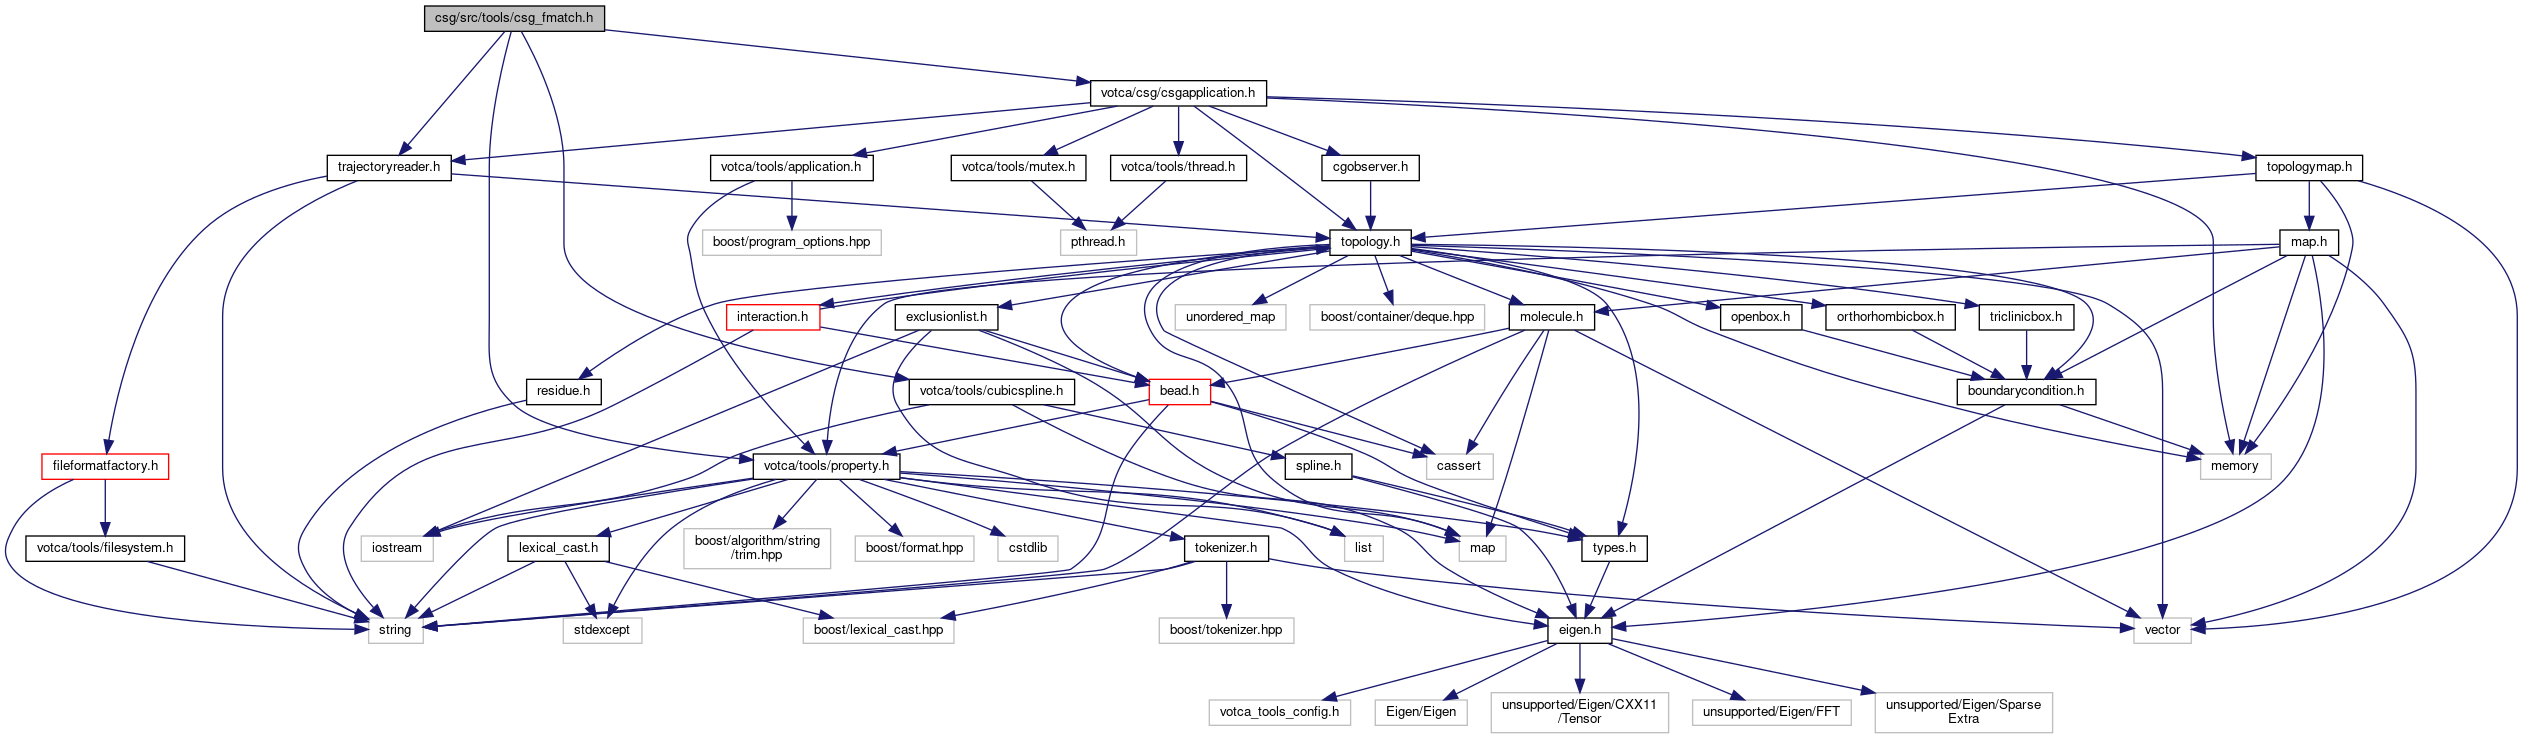 csg/src/tools/csg_fmatch.h
votca/csg/csgapplication.h
trajectoryreader.h
votca/tools/application.h
votca/tools/mutex.h
votca/tools/thread.h
cgobserver.h
topologymap.h
boost/program_options.hpp
pthread.h
topology.h
map.h
interaction.h
exclusionlist.h
unordered_map
boost/container/deque.hpp
molecule.h
openbox.h
orthorhombicbox.h
triclinicbox.h
residue.h
votca/tools/cubicspline.h
bead.h
boundarycondition.h
fileformatfactory.h
votca/tools/property.h
spline.h
cassert
memory
votca/tools/filesystem.h
iostream
lexical_cast.h
boost/algorithm/string
/trim.hpp
boost/format.hpp
cstdlib
tokenizer.h
list
map
types.h
string
stdexcept
boost/lexical_cast.hpp
boost/tokenizer.hpp
eigen.h
vector
votca_tools_config.h
Eigen/Eigen
unsupported/Eigen/CXX11
/Tensor
unsupported/Eigen/FFT
unsupported/Eigen/Sparse
Extra